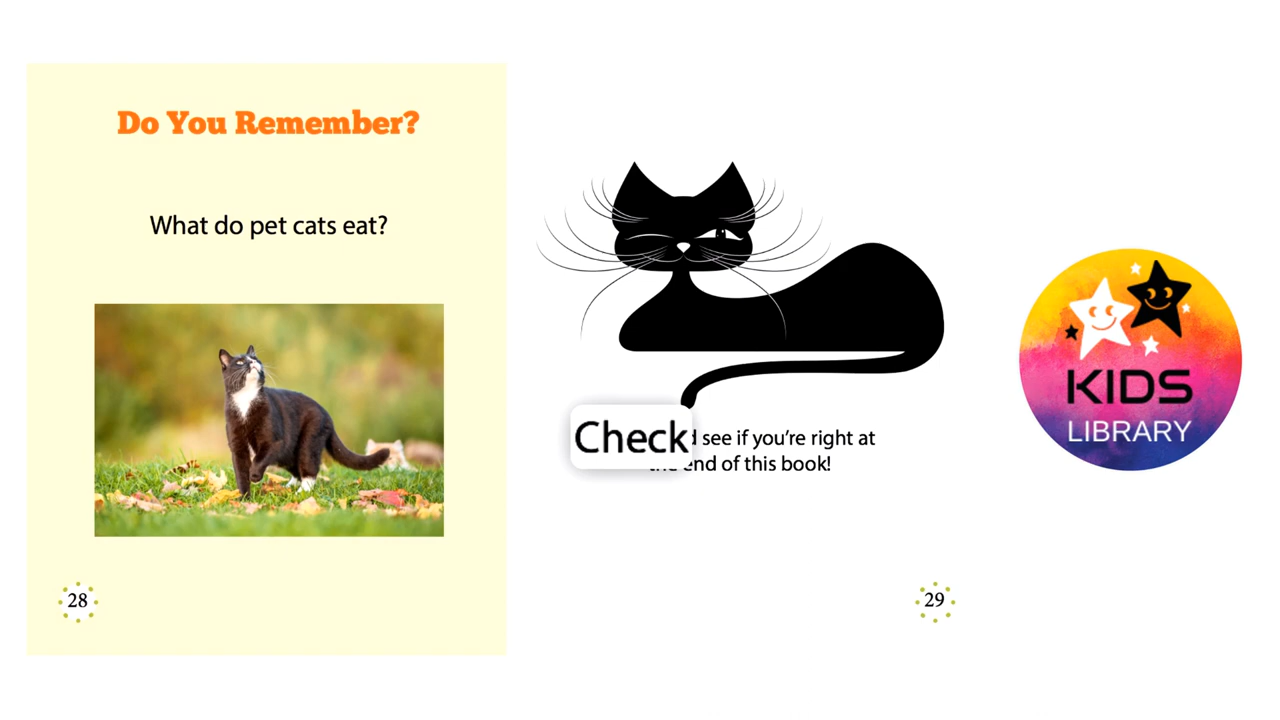 Do You Remember?
What do pet cats eat?
28
Check see if you're right at
end of this book!
29
KIDS
LIBRARY